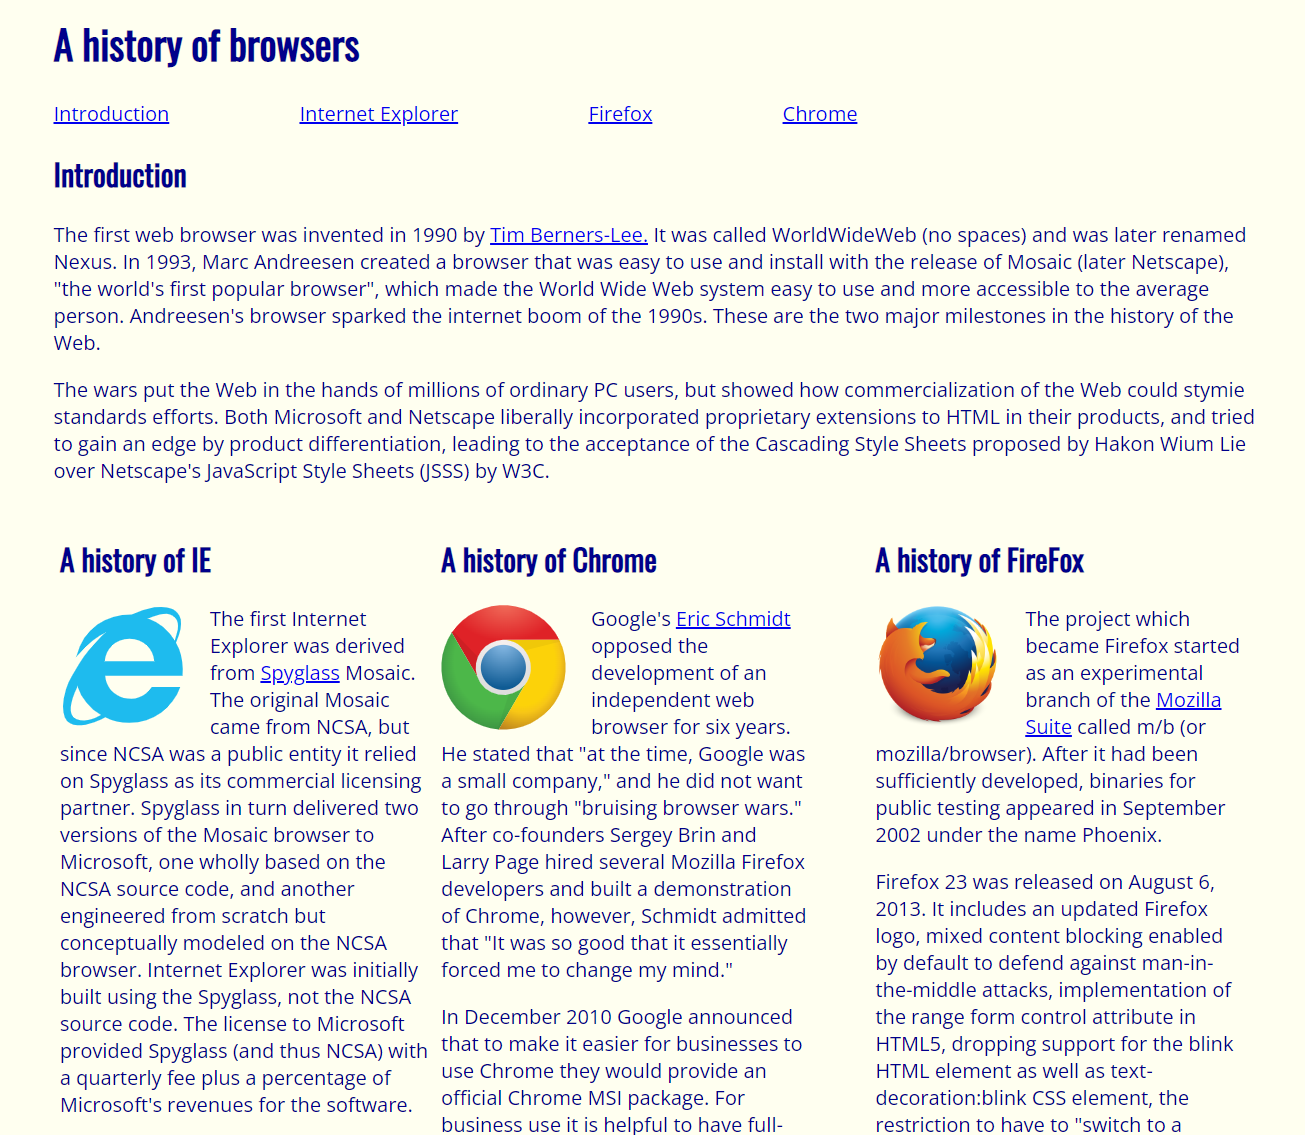 A history of browsers
Introduction Internet Explorer Firefox Chrome
Introduction
The first web browser was invented in 1990 by Tim Berners-Lee. It was called WorldWideWeb (no spaces) and was later renamed
Nexus. In 1993, Marc Andreesen created a browser that was easy to use and install with the release of Mosaic (later Netscape),
"the world's first popular browser", which made the World Wide Web system easy to use and more accessible to the average
person. Andreesen's browser sparked the internet boom of the 1990s. These are the two major milestones in the history of the
Web.
The wars put the Web in the hands of millions of ordinary PC users, but showed how commercialization of the Web could stymie
standards efforts. Both Microsoft and Netscape liberally incorporated proprietary extensions to HTML in their products, and tried
to gain an edge by product differentiation, leading to the acceptance of the Cascading Style Sheets proposed by Hakon Wium Lie
over Netscape's JavaScript Style Sheets (JSSS) by W3C.
A history of IE
The first Internet
Explorer was derived
from Spyglass Mosaic.
The original Mosaic
came from NCSA, but
since NCSA was a public entity it relied
on Spyglass as its commercial licensing
partner. Spyglass in turn delivered two
versions of the Mosaic browser to
Microsoft, one wholly based on the
NCSA source code, and another
engineered from scratch but
conceptually modeled on the NCSA
browser. Internet Explorer was initially
built using the Spyglass, not the NCSA
source code. The license to Microsoft
provided Spyglass (and thus NCSA) with
a quarterly fee plus a percentage of
Microsoft's revenues for the software.
A history of Chrome
Google's Eric Schmidt
opposed the
development of an
independent web
browser for six years.
He stated that "at the time, Google was
a small company," and he did not want
to go through "bruising browser wars."
After co-founders Sergey Brin and
Larry Page hired several Mozilla Firefox
developers and built a demonstration
of Chrome, however, Schmidt admitted
that "It was so good that it essentially
forced me to change my mind."
In December 2010 Google announced
that to make it easier for businesses to
use Chrome they would provide an
official Chrome MSI package. For
business use it is helpful to have full-
A history of FireFox
The project which
became Firefox started
as an experimental
branch of the Mozilla
Suite called m/b (or
mozilla/browser). After it had been
sufficiently developed, binaries for
public testing appeared in September
2002 under the name Phoenix.
Firefox 23 was released on August 6,
2013. It includes an updated Firefox
logo, mixed content blocking enabled
by default to defend against man-in-
the-middle attacks, implementation of
the range form control attribute in
HTML5, dropping support for the blink
HTML element as well as text-
decoration:blink CSS element, the
restriction to have to "switch to a